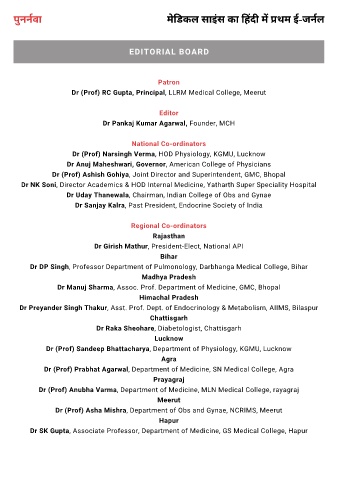 पुनर्नवा
मेडिकल साइंस का हिंदी में प्रथम ई-जर्नल
EDITORIAL BOARD
Patron
Dr (Prof) RC Gupta, Principal, LLRM Medical College, Meerut
Editor
Dr Pankaj Kumar Agarwal, Founder, MCH
National Co-ordinators
Dr (Prof) Narsingh Verma, HOD Physiology, KGMU, Lucknow
Dr Anuj Maheshwari, Governor, American College of Physicians
Dr (Prof) Ashish Gohiya, Joint Director and Superintendent, GMC, Bhopal
Dr NK Soni, Director Academics & HOD Internal Medicine, Yatharth Super Speciality Hospital
Dr Uday Thanewala, Chairman, Indian College of Obs and Gynae
Dr Sanjay Kalra, Past President, Endocrine Society of India
Regional Co-ordinators
Rajasthan
Dr Girish Mathur, President-Elect, National API
Bihar
Dr DP Singh, Professor Department of Pulmonology, Darbhanga Medical College, Bihar
Madhya Pradesh
Dr Manuj Sharma, Assoc. Prof. Department of Medicine, GMC, Bhopal
Himachal Pradesh
Dr Preyander Singh Thakur, Asst. Prof. Dept. of Endocrinology & Metabolism, AIIMS, Bilaspur
Chattisgarh
Dr Raka Sheohare, Diabetologist, Chattisgarh
Lucknow
Dr (Prof) Sandeep Bhattacharya, Department of Physiology, KGMU, Lucknow
Agra
Dr (Prof) Prabhat Agarwal, Department of Medicine, SN Medical College, Agra
Prayagraj
Dr (Prof) Anubha Varma, Department of Medicine, MLN Medical College, rayagraj
Meerut
Dr (Prof) Asha Mishra, Department of Obs and Gynae, NCRIMS, Meerut
Hapur
Dr SK Gupta, Associate Professor, Department of Medicine, GS Medical College, Hapur